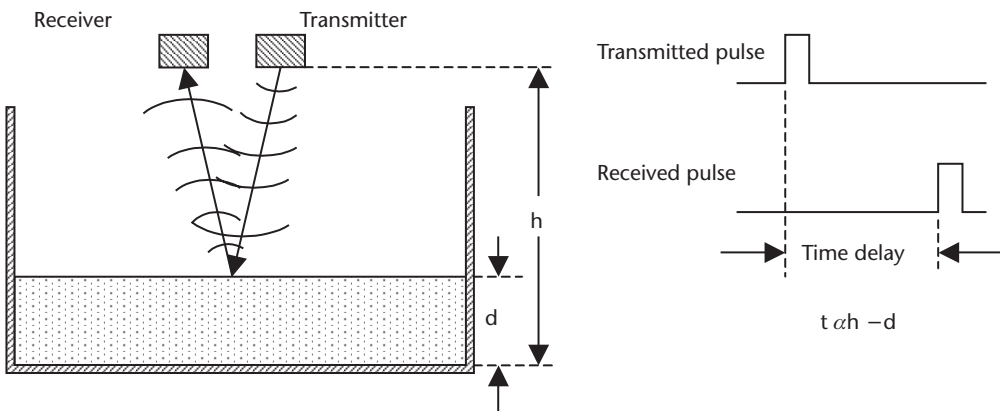 Receiver
Transmitter
h
d
Transmitted pulse
Received pulse
Time delay
t αh −d